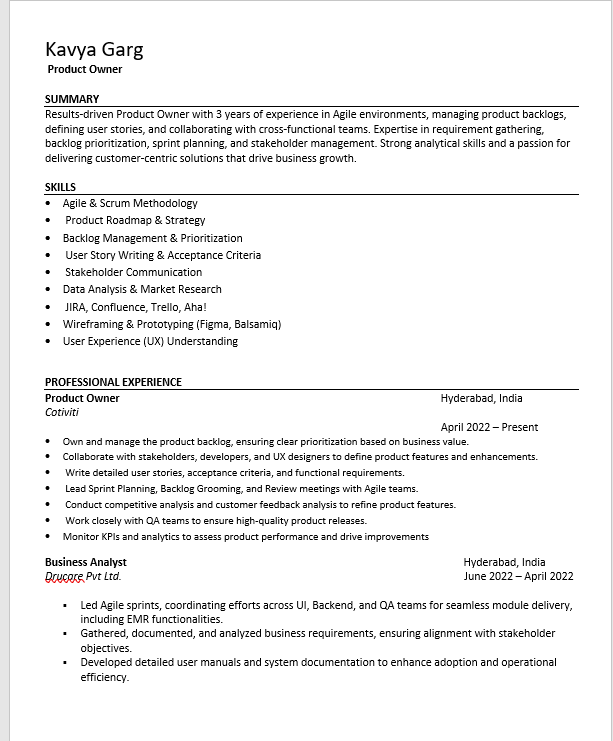 Kavya Garg
Product Owner
SUMMARY
Results-driven Product Owner with 3 years of experience in Agile environments, managing product backlogs,
defining user stories, and collaborating with cross-functional teams. Expertise in requirement gathering,
backlog prioritization, sprint planning, and stakeholder management. Strong analytical skills and a passion for
delivering customer-centric solutions that drive business growth.
SKILLS
• Agile & Scrum Methodology
• Product Roadmap & Strategy
• Backlog Management & Prioritization
• User Story Writing & Acceptance Criteria
• Stakeholder Communication
• Data Analysis & Market Research
• JIRA, Confluence, Trello, Aha!
• Wireframing & Prototyping (Figma, Balsamiq)
• User Experience (UX) Understanding
PROFESSIONAL EXPERIENCE
Product Owner Hyderabad, India
Cotiviti
April 2022 – Present
• Own and manage the product backlog, ensuring clear prioritization based on business value.
• Collaborate with stakeholders, developers, and UX designers to define product features and enhancements.
• Write detailed user stories, acceptance criteria, and functional requirements.
• Lead Sprint Planning, Backlog Grooming, and Review meetings with Agile teams.
• Conduct competitive analysis and customer feedback analysis to refine product features.
• Work closely with QA teams to ensure high-quality product releases.
• Monitor KPIs and analytics to assess product performance and drive improvements
Business Analyst Hyderabad, India
Drucare Pvt Ltd. June 2022 – April 2022
▪ Led Agile sprints, coordinating efforts across UI, Backend, and QA teams for seamless module delivery,
including EMR functionalities.
▪ Gathered, documented, and analyzed business requirements, ensuring alignment with stakeholder
objectives.
▪ Developed detailed user manuals and system documentation to enhance adoption and operational
efficiency.